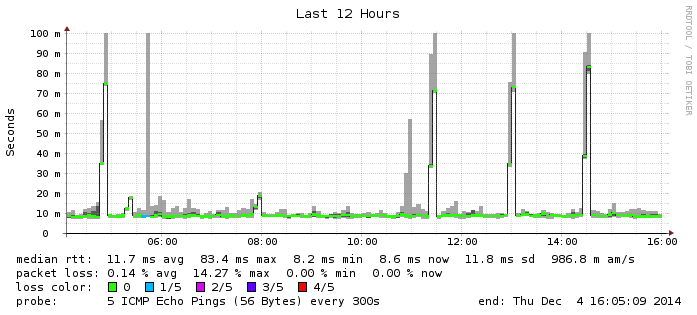 Last 12 Hours
RRDTOOL / TOBI OETIKER
Seconds
100 m
90 m
80 m
70 m
60 m
50 m
40 m
30 m
20 m
10 m
0
06:00 08:00 10:00 12:00 14:00 16:00
median rtt: 11.7 ms avg 83.4 ms max 8.2 ms min 8.6 ms now 11.8 ms sd 986.8 m am/s
packet loss: 0.14 % avg 14.27 % max 0.00 % min 0.00 % now
loss color: 0 1/5 2/5 3/5 4/5
probe: 5 ICMP Echo Pings (56 Bytes) every 300s end: Thu Dec 4 16:05:09 2014